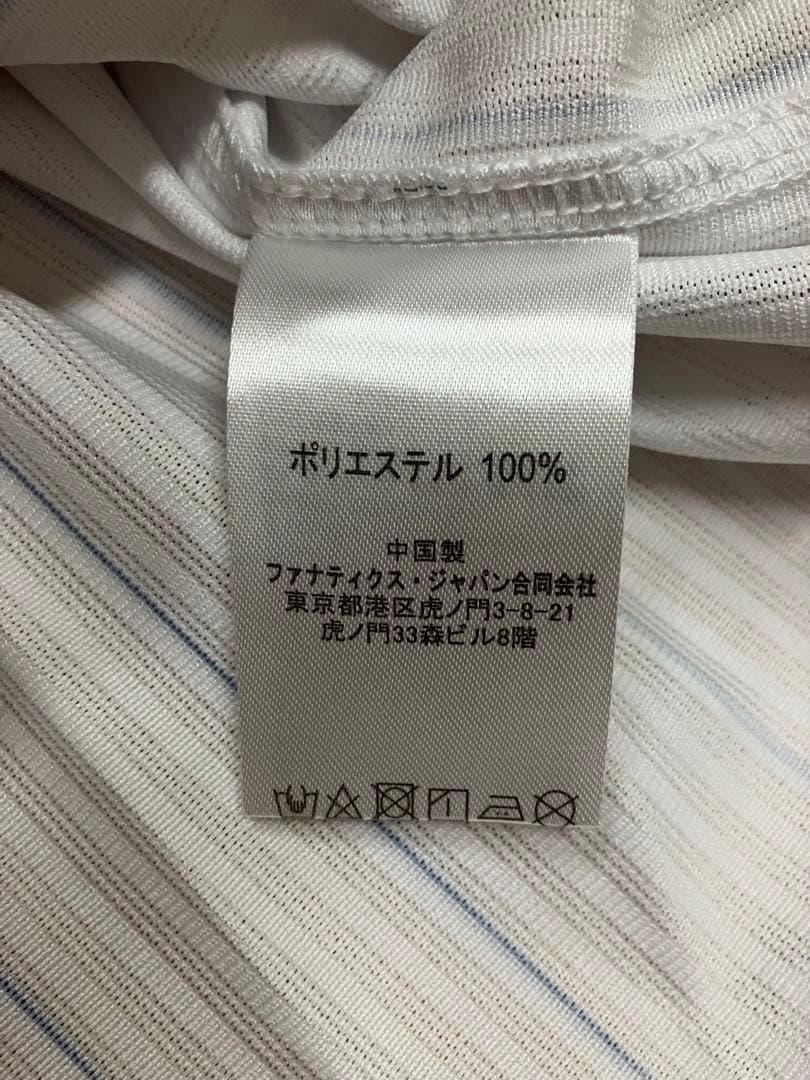 ポリエステル 100%
中国製
ファナティクス・ジャパン合同会社
東京都港区虎ノ門3-8-21
虎ノ門33森ビル8階